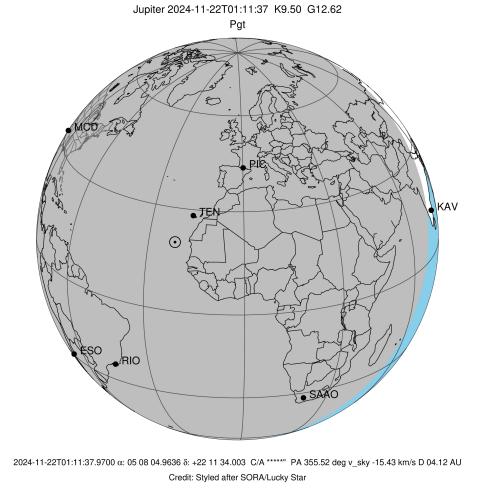 Jupiter 2024-11-22T01:11:37 K9.50 G12.62
Pgt
MCD
PIC
KAV
TEN
ESO
RIO
SAAO
2024-11-22T01:11:37.9700 α: 05 08 04.9636 δ: +22 11 34.003 C/A *****" PA 355.52 deg v_sky -15.43 km/s D 04.12 AU
Credit: Styled after SORA/Lucky Star